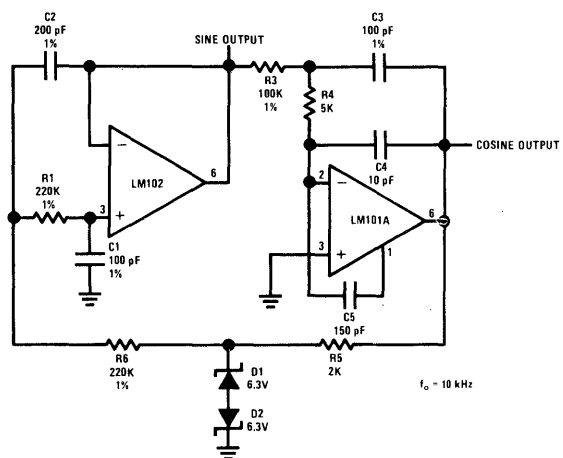 C2
200 pF
1%
SINE OUTPUT
C3
100 pF
1%
R3
100K
1%
R4
5K
COSINE OUTPUT
C4
10 pF
R1
220K
1%
−
LM102
6
3
+
2
−
LM101A
6
3
+
1
C1
100 pF
1%
C5
150 pF
R6
220K
1%
R5
2K
D1
6.3V
D2
6.3V
fo = 10 kHz